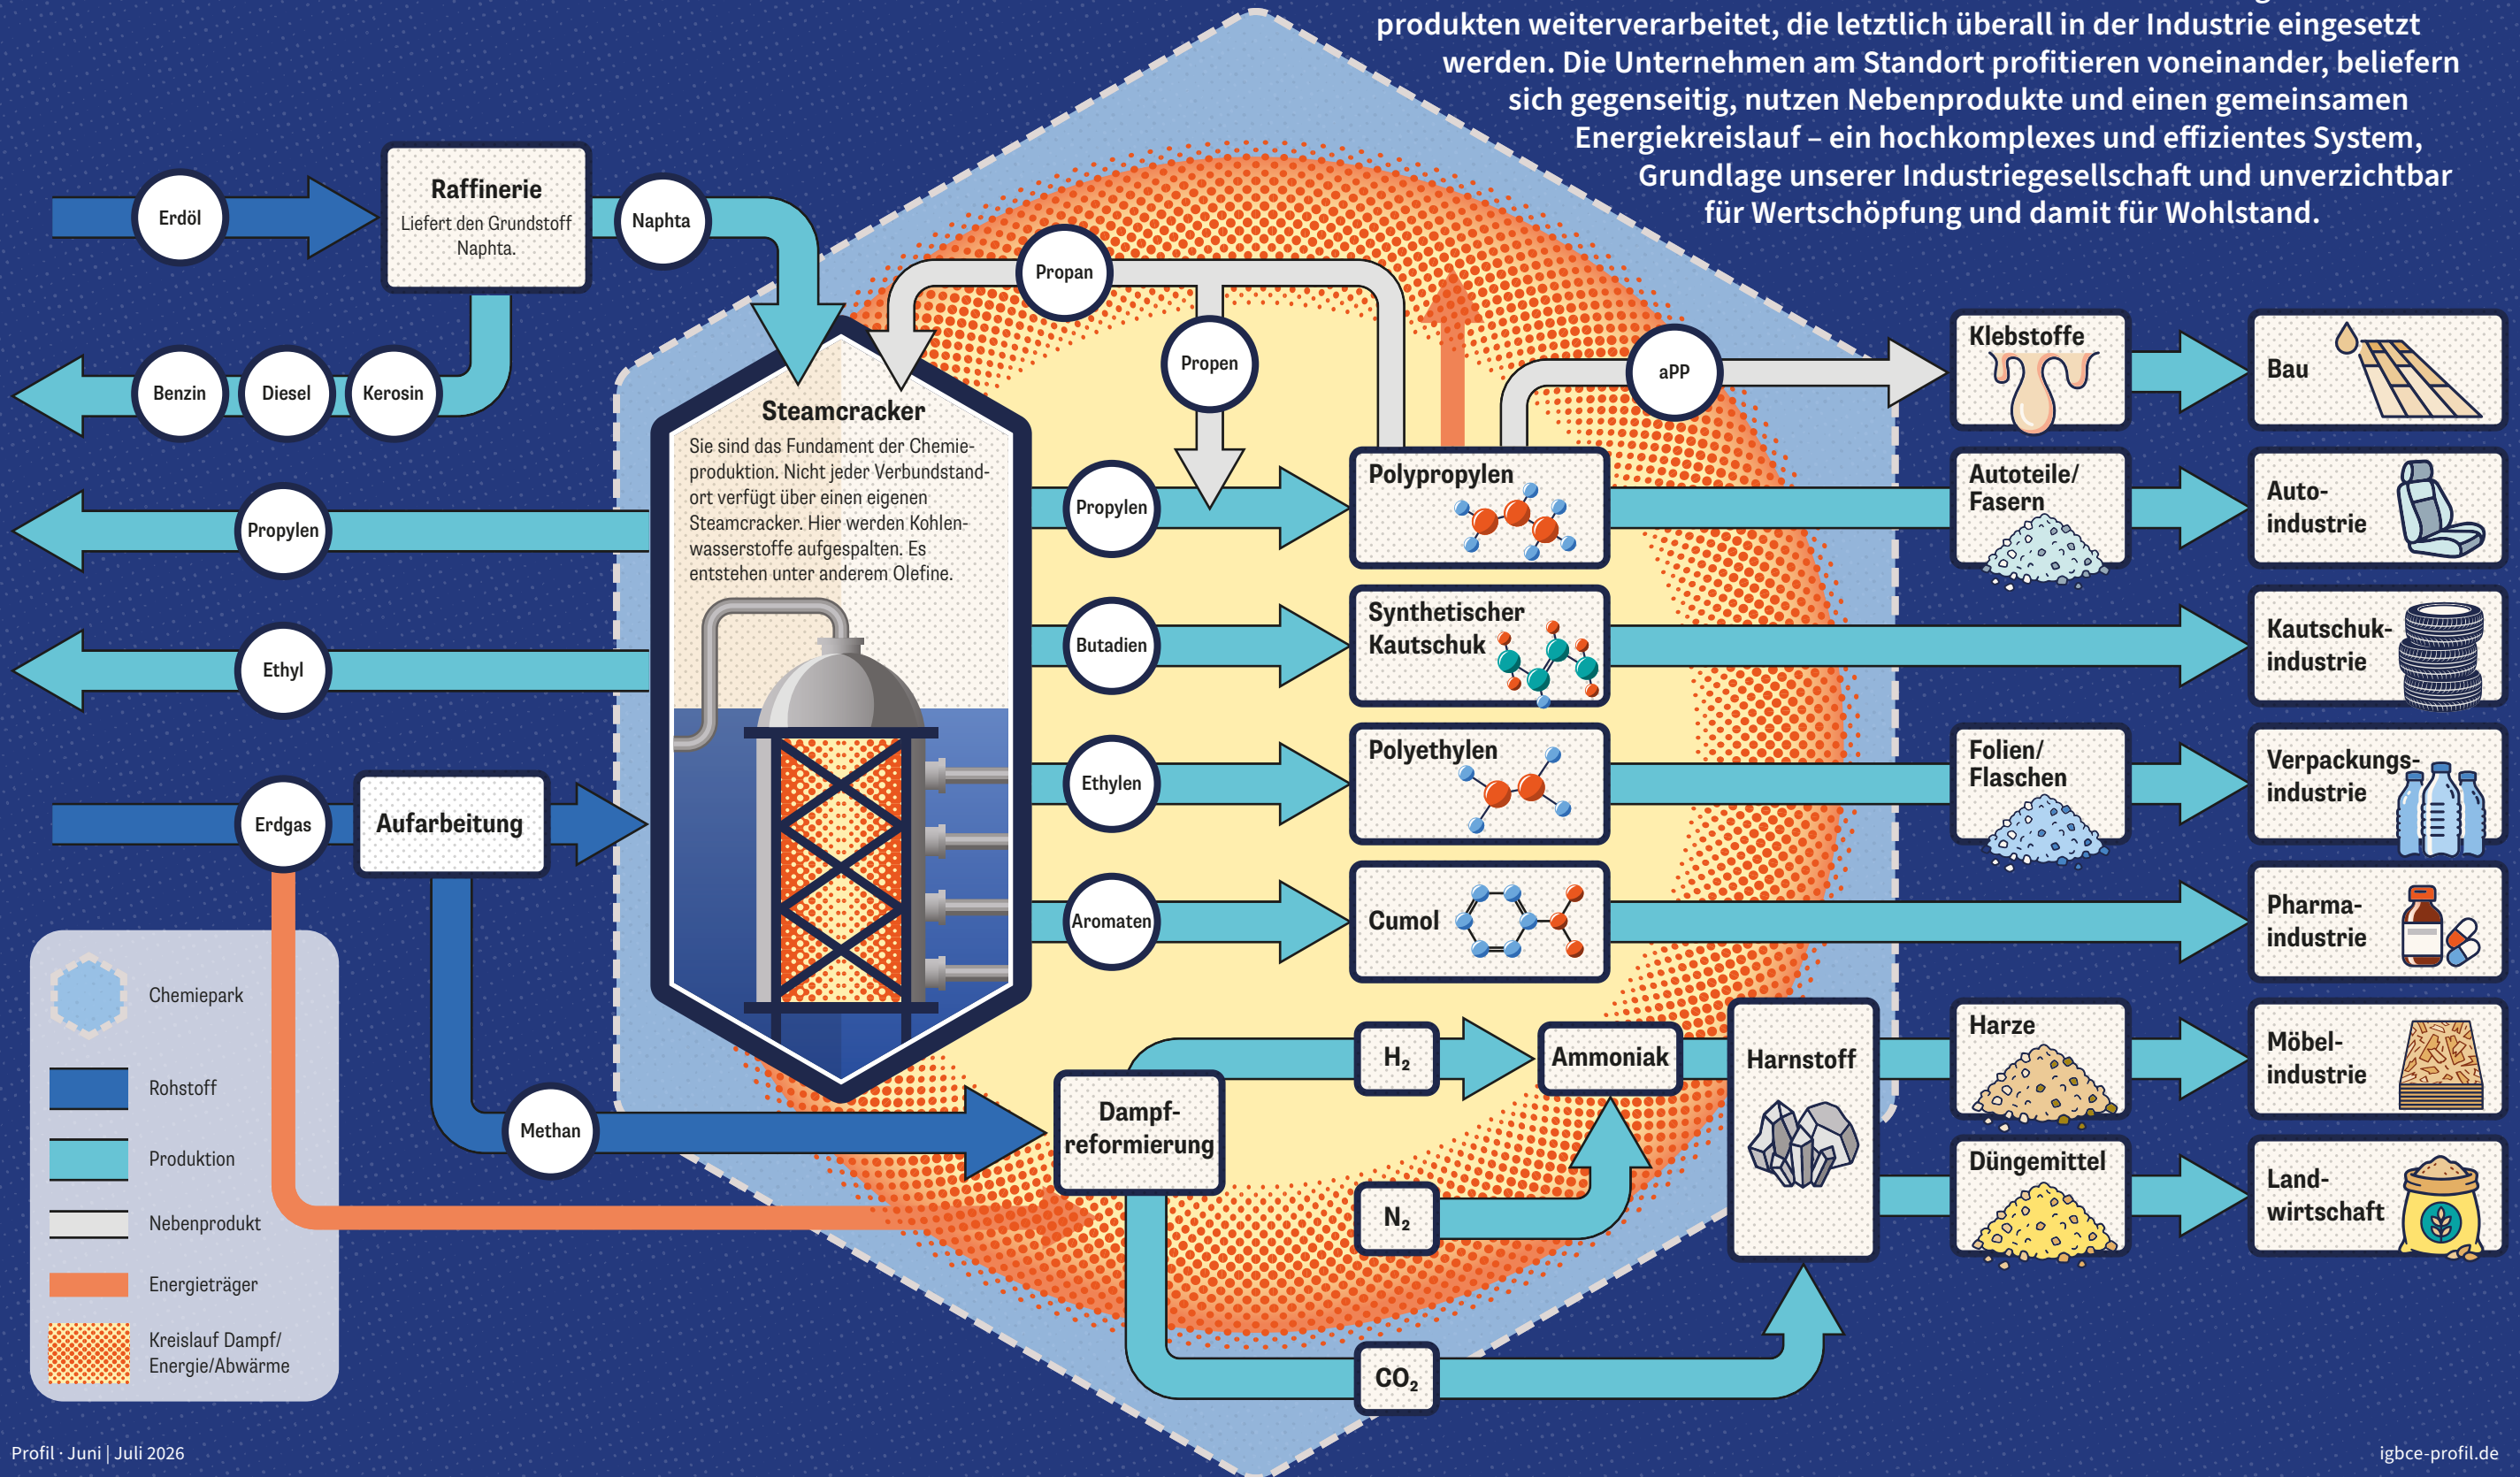 produkten weiterverarbeitet, die letztlich überall in der Industrie eingesetzt
werden. Die Unternehmen am Standort profitieren voneinander, beliefern
sich gegenseitig, nutzen Nebenprodukte und einen gemeinsamen
Energiekreislauf – ein hochkomplexes und effizientes System,
Grundlage unserer Industriegesellschaft und unverzichtbar
für Wertschöpfung und damit für Wohlstand.
Erdöl
Raffinerie
Liefert den Grundstoff
Naphta.
Naphta
Benzin
Diesel
Kerosin
Propylen
Ethyl
Erdgas
Aufarbeitung
Methan
Steamcracker
Sie sind das Fundament der Chemie-
produktion. Nicht jeder Verbundstand-
ort verfügt über einen eigenen
Steamcracker. Hier werden Kohlen-
wasserstoffe aufgespalten. Es
entstehen unter anderem Olefine.
Propan
Propen
aPP
Klebstoffe
Bau
Propylen
Polypropylen
Autoteile/
Fasern
Auto-
industrie
Butadien
Synthetischer
Kautschuk
Kautschuk-
industrie
Ethylen
Polyethylen
Folien/
Flaschen
Verpackungs-
industrie
Aromaten
Cumol
Pharma-
industrie
Dampf-
reformierung
H₂
Ammoniak
Harnstoff
Harze
Möbel-
industrie
N₂
Düngemittel
Land-
wirtschaft
CO₂
Chemiepark
Rohstoff
Produktion
Nebenprodukt
Energieträger
Kreislauf Dampf/
Energie/Abwärme
Profil · Juni | Juli 2026
igbce-profil.de